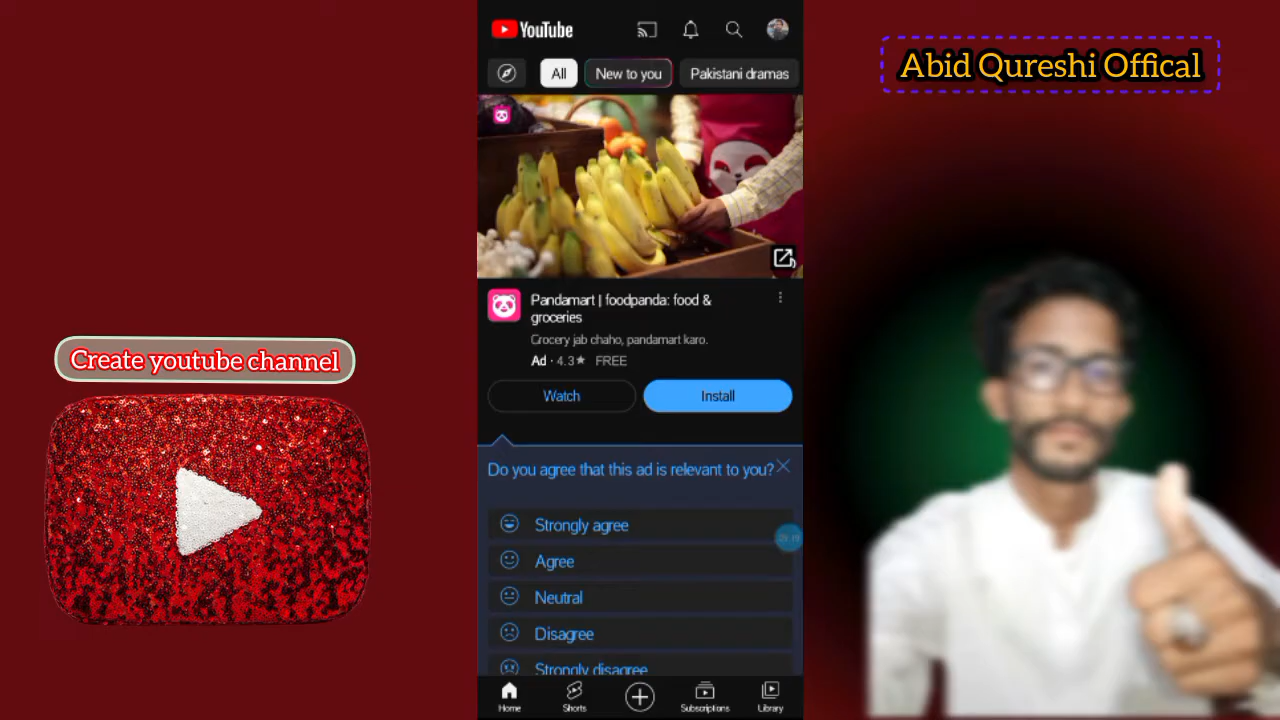 Create youtube channel
YouTube
All
New to you
Pakistani dramas
Pandamart | foodpanda: food &
groceries
Grocery jab chaho, pandamart karo.
Ad · 4.3★ FREE
Watch
Install
Do you agree that this ad is relevant to you?
Strongly agree
Agree
Neutral
Disagree
Strongly disagree
Home
Shorts
Subscriptions
Library
Abid Qureshi Offical